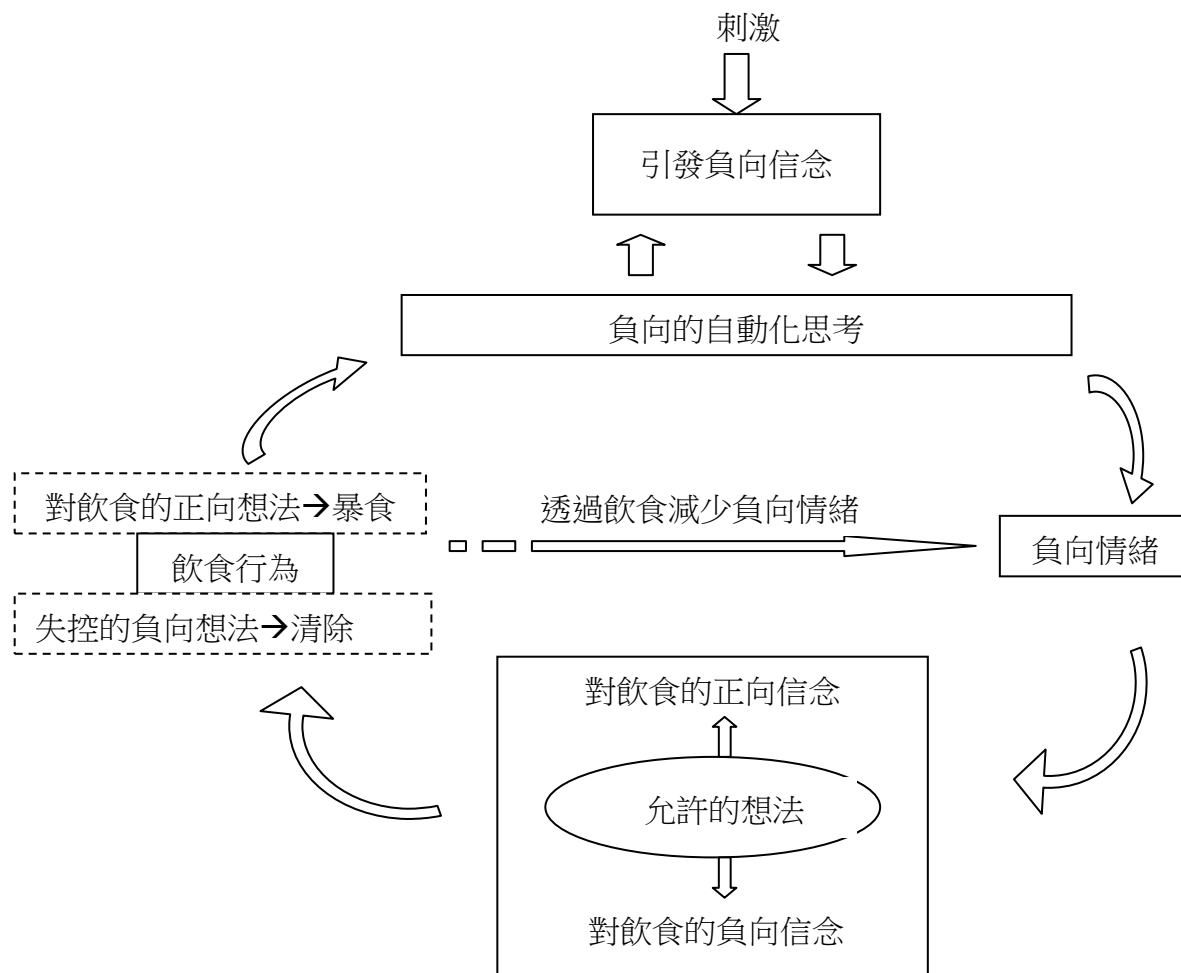 刺激
引發負向信念
負向的自動化思考
對飲食的正向想法→暴食
透過飲食減少負向情緒
飲食行為
負向情緒
失控的負向想法→清除
對飲食的正向信念
允許的想法
對飲食的負向信念